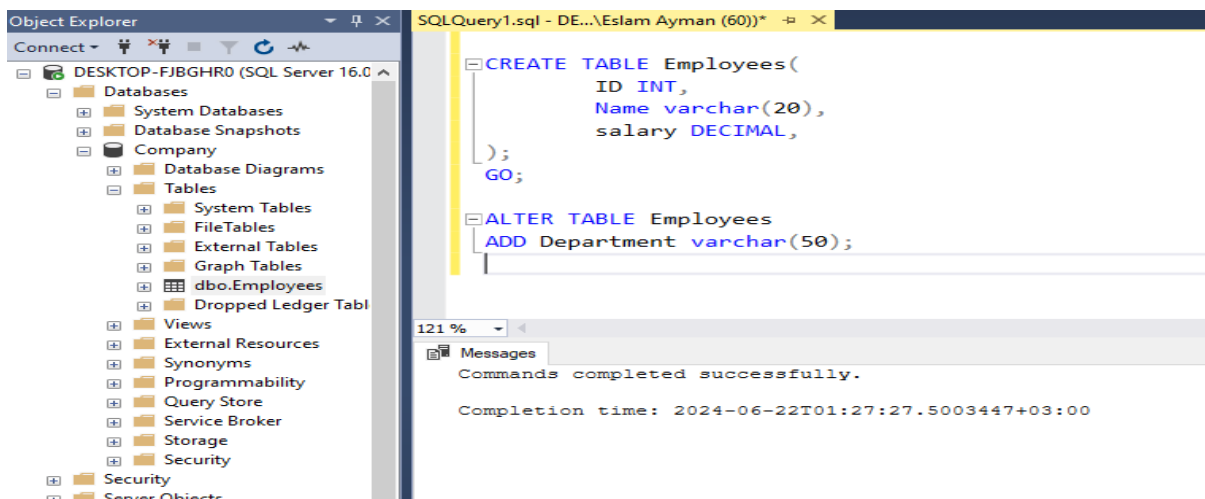 Object Explorer
Connect
DESKTOP-FJBGHR0 (SQL Server 16.0
Databases
System Databases
Database Snapshots
Company
Database Diagrams
Tables
System Tables
FileTables
External Tables
Graph Tables
dbo.Employees
Dropped Ledger Tabl
Views
External Resources
Synonyms
Programmability
Query Store
Service Broker
Storage
Security
Security
Server Objects
SQLQuery1.sql - DE...\Eslam Ayman (60))*
CREATE TABLE Employees(
ID INT,
Name varchar(20),
salary DECIMAL,
);
GO;
ALTER TABLE Employees
ADD Department varchar(50);
121 %
Messages
Commands completed successfully.
Completion time: 2024-06-22T01:27:27.5003447+03:00